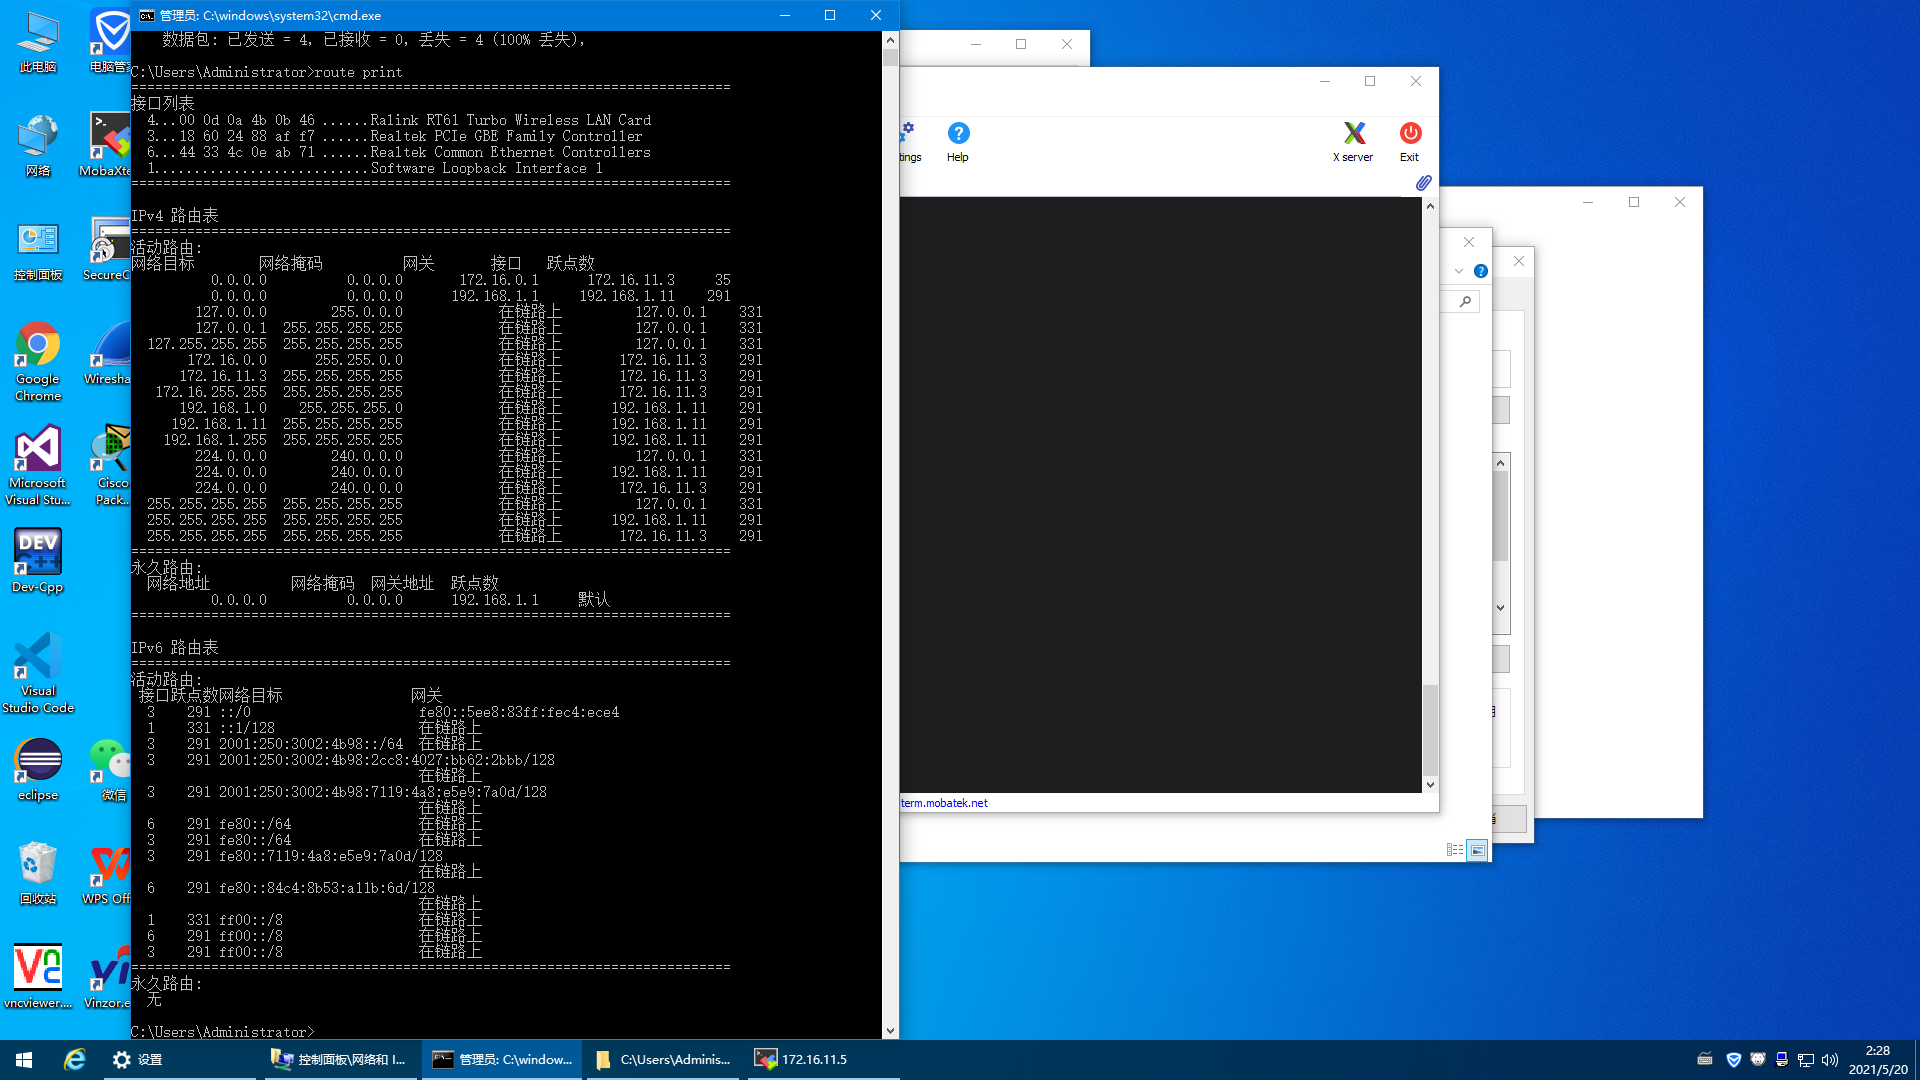 管理员: C:\windows\system32\cmd.exe
数据包: 已发送 = 4，已接收 = 0，丢失 = 4 (100% 丢失)，
C:\Users\Administrator>route print
===========================================================================
接口列表
4...00 0d 0a 4b 0b 46 ......Ralink RT61 Turbo Wireless LAN Card
3...18 60 24 88 af f7 ......Realtek PCIe GBE Family Controller
6...44 33 4c 0e ab 71 ......Realtek Common Ethernet Controllers
1...........................Software Loopback Interface 1
===========================================================================
IPv4 路由表
===========================================================================
活动路由:
网络目标 网络掩码 网关 接口 跃点数
0.0.0.0 0.0.0.0 172.16.0.1 172.16.11.3 35
0.0.0.0 0.0.0.0 192.168.1.1 192.168.1.11 291
127.0.0.0 255.0.0.0 在链路上 127.0.0.1 331
127.0.0.1 255.255.255.255 在链路上 127.0.0.1 331
127.255.255.255 255.255.255.255 在链路上 127.0.0.1 331
172.16.0.0 255.255.0.0 在链路上 172.16.11.3 291
172.16.11.3 255.255.255.255 在链路上 172.16.11.3 291
172.16.255.255 255.255.255.255 在链路上 172.16.11.3 291
192.168.1.0 255.255.255.0 在链路上 192.168.1.11 291
192.168.1.11 255.255.255.255 在链路上 192.168.1.11 291
192.168.1.255 255.255.255.255 在链路上 192.168.1.11 291
224.0.0.0 240.0.0.0 在链路上 127.0.0.1 331
224.0.0.0 240.0.0.0 在链路上 192.168.1.11 291
224.0.0.0 240.0.0.0 在链路上 172.16.11.3 291
255.255.255.255 255.255.255.255 在链路上 127.0.0.1 331
255.255.255.255 255.255.255.255 在链路上 192.168.1.11 291
255.255.255.255 255.255.255.255 在链路上 172.16.11.3 291
===========================================================================
永久路由:
网络地址 网络掩码 网关地址 跃点数
0.0.0.0 0.0.0.0 192.168.1.1 默认
===========================================================================
IPv6 路由表
===========================================================================
活动路由:
接口跃点数网络目标 网关
3 291 ::/0 fe80::5ee8:83ff:fec4:ece4
1 331 ::1/128 在链路上
3 291 2001:250:3002:4b98::/64 在链路上
3 291 2001:250:3002:4b98:2cc8:4027:bb62:2bbb/128
在链路上
3 291 2001:250:3002:4b98:7119:4a8:e5e9:7a0d/128
在链路上
6 291 fe80::/64 在链路上
3 291 fe80::/64 在链路上
3 291 fe80::7119:4a8:e5e9:7a0d/128
在链路上
6 291 fe80::84c4:8b53:a11b:6d/128
在链路上
1 331 ff00::/8 在链路上
6 291 ff00::/8 在链路上
3 291 ff00::/8 在链路上
===========================================================================
永久路由:
无
C:\Users\Administrator>
此电脑
电脑管
网络
MobaXte
控制面板
SecureC
Google
Chrome
Wiresha
Microsoft
Visual Stu...
Cisco
Pack..
DEV
C++
Dev-Cpp
Visual
Studio Code
eclipse
微信
回收站
WPS Off
vncviewer....
Vinzor.e
tings
Help
X server
Exit
term.mobatek.net
设置
控制面板\网络和 I...
管理员: C:\window...
C:\Users\Adminis...
172.16.11.5
2:28
2021/5/20